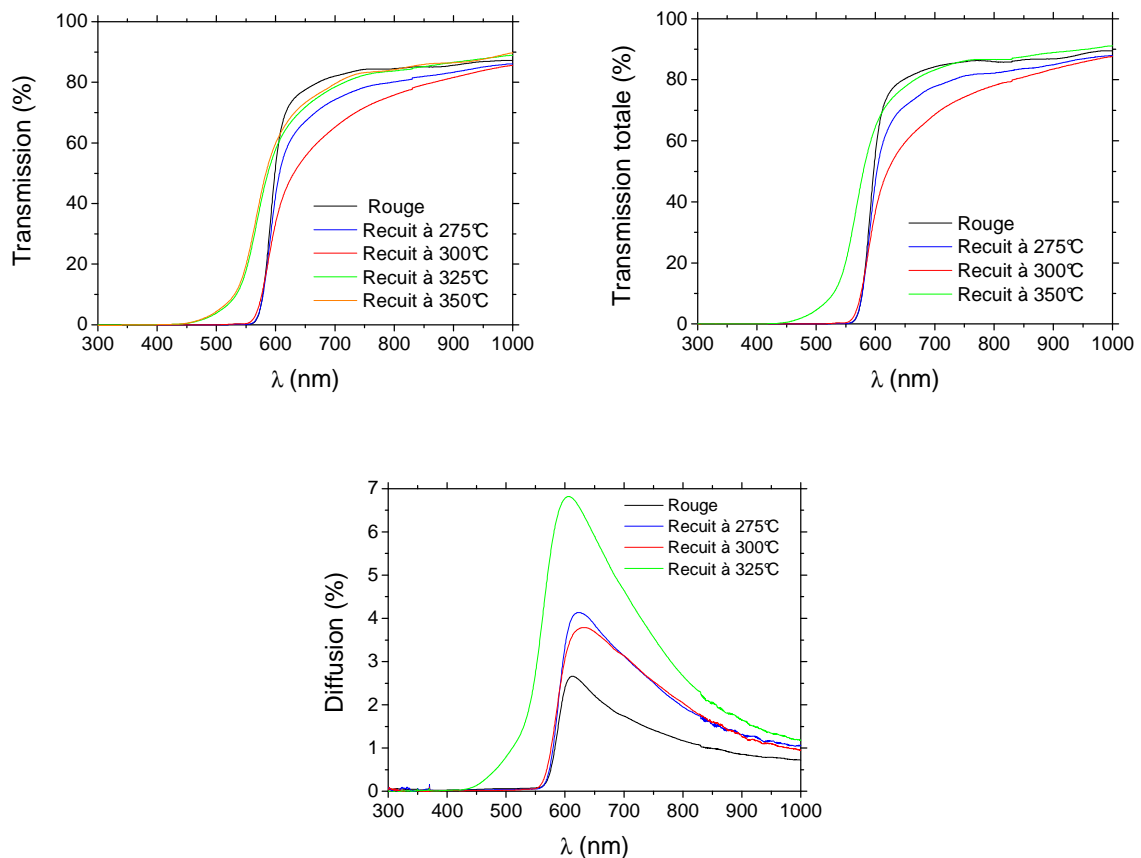 Transmission (%)
100
80
60
40
20
0
Rouge
Recuit à 275°C
Recuit à 300°C
Recuit à 325°C
Recuit à 350°C
300 400 500 600 700 800 900 1000
λ (nm)
Transmission totale (%)
100
80
60
40
20
0
Rouge
Recuit à 275°C
Recuit à 300°C
Recuit à 350°C
300 400 500 600 700 800 900 1000
λ (nm)
Diffusion (%)
7
6
5
4
3
2
1
0
Rouge
Recuit à 275°C
Recuit à 300°C
Recuit à 325°C
300 400 500 600 700 800 900 1000
λ (nm)